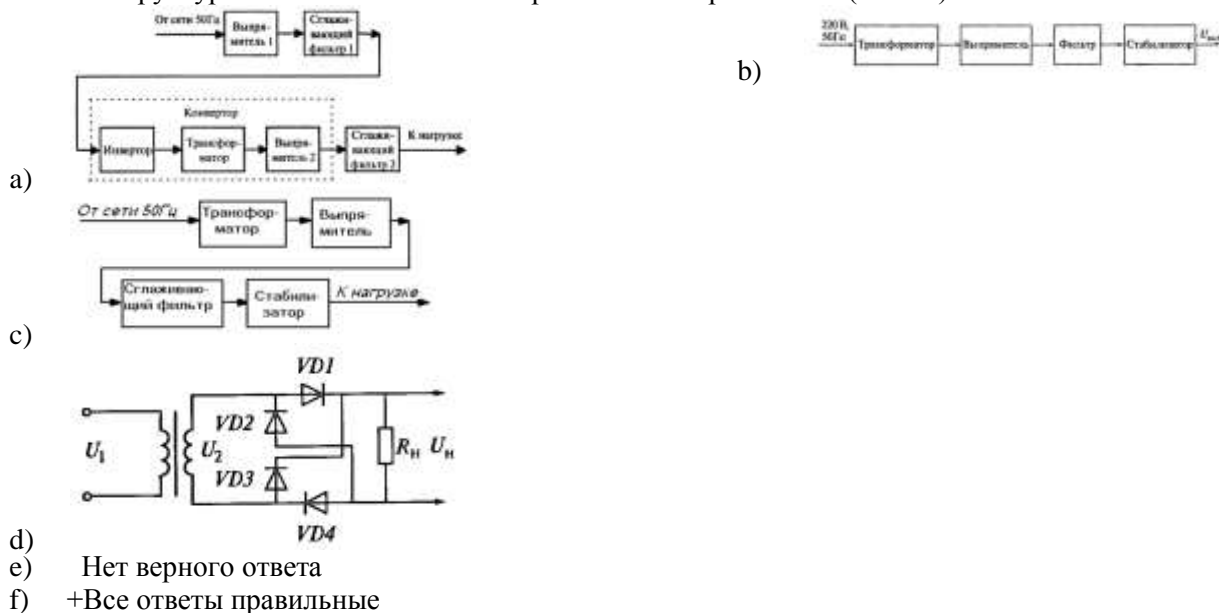 От сети 50Гц
Выпря-
митель 1
Сглажи-
вающий
фильтр 1
Конвертор
Инвертор
Трансфор-
матор
Выпря-
митель 2
Сглажи-
вающий
фильтр 2
К нагрузке
a)
220 В,
50Гц
Трансформатор
Выпрямитель
Фильтр
Стабилизатор
b)
От сети 50Гц
Трансфор-
матор
Выпря-
митель
Сглаживаю-
щий фильтр
Стабили-
затор
К нагрузке
c)
U1
U2
VD1
VD2
VD3
VD4
Rн Uн
d)
e) Нет верного ответа
f) +Все ответы правильные